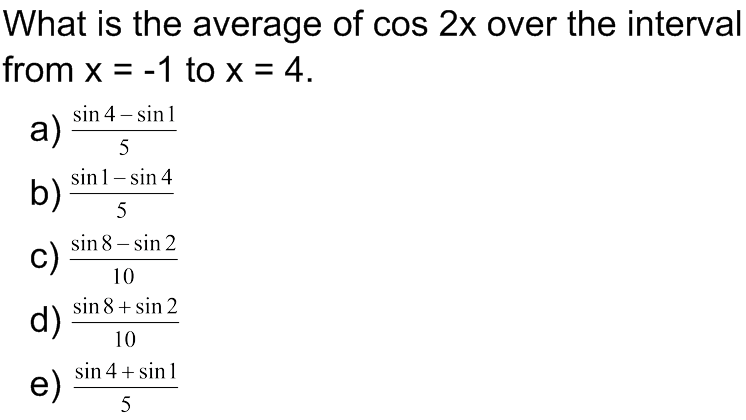 What is the average of cos 2x over the interval
from x = -1 to x = 4.
a) \frac{\sin 4 - \sin 1}{5}
b) \frac{\sin 1 - \sin 4}{5}
c) \frac{\sin 8 - \sin 2}{10}
d) \frac{\sin 8 + \sin 2}{10}
e) \frac{\sin 4 + \sin 1}{5}